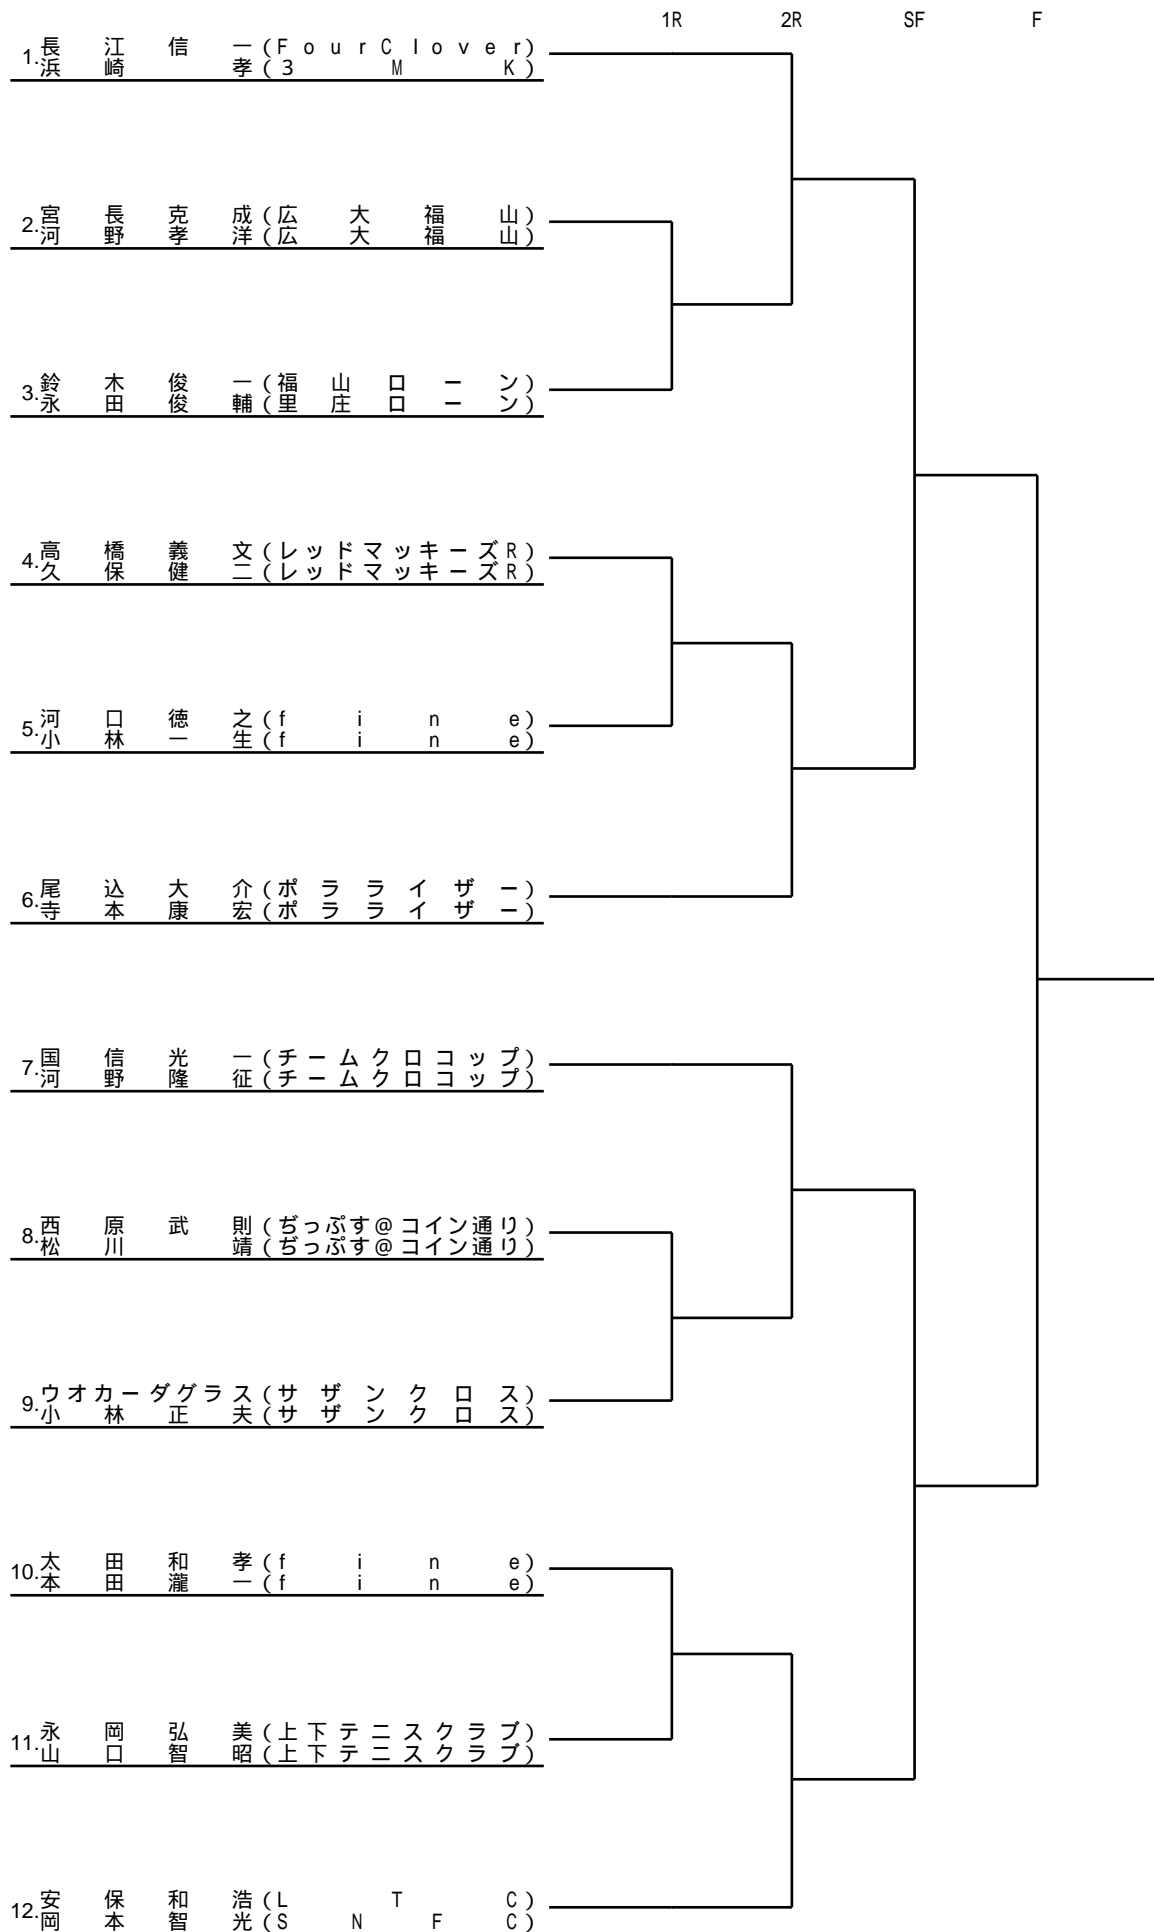 1R 2R SF F
1. 長江信一(FourClover)
浜崎孝(3MK)
2. 宮長克成(広大福山)
河野孝洋(広大福山)
3. 鈴木俊一(福山ローン)
永田俊輔(里庄ローン)
4. 高橋義文(レッドマッキーズR)
久保健二(レッドマッキーズR)
5. 河口徳之(fine)
小林一生(fine)
6. 尾込大介(ポラライザー)
寺本康宏(ポラライザー)
7. 国信光一(チームクロコップ)
河野隆征(チームクロコップ)
8. 西原武則(ぢっぷす@コイン通り)
松川靖(ぢっぷす@コイン通り)
9. ウオカーダグラス(サザンクロス)
小林正夫(サザンクロス)
10. 太田和孝(fine)
本田瀧一(fine)
11. 永岡弘美(上下テニスクラブ)
山口智昭(上下テニスクラブ)
12. 安保和浩(LTC)
岡本智光(SNFC)